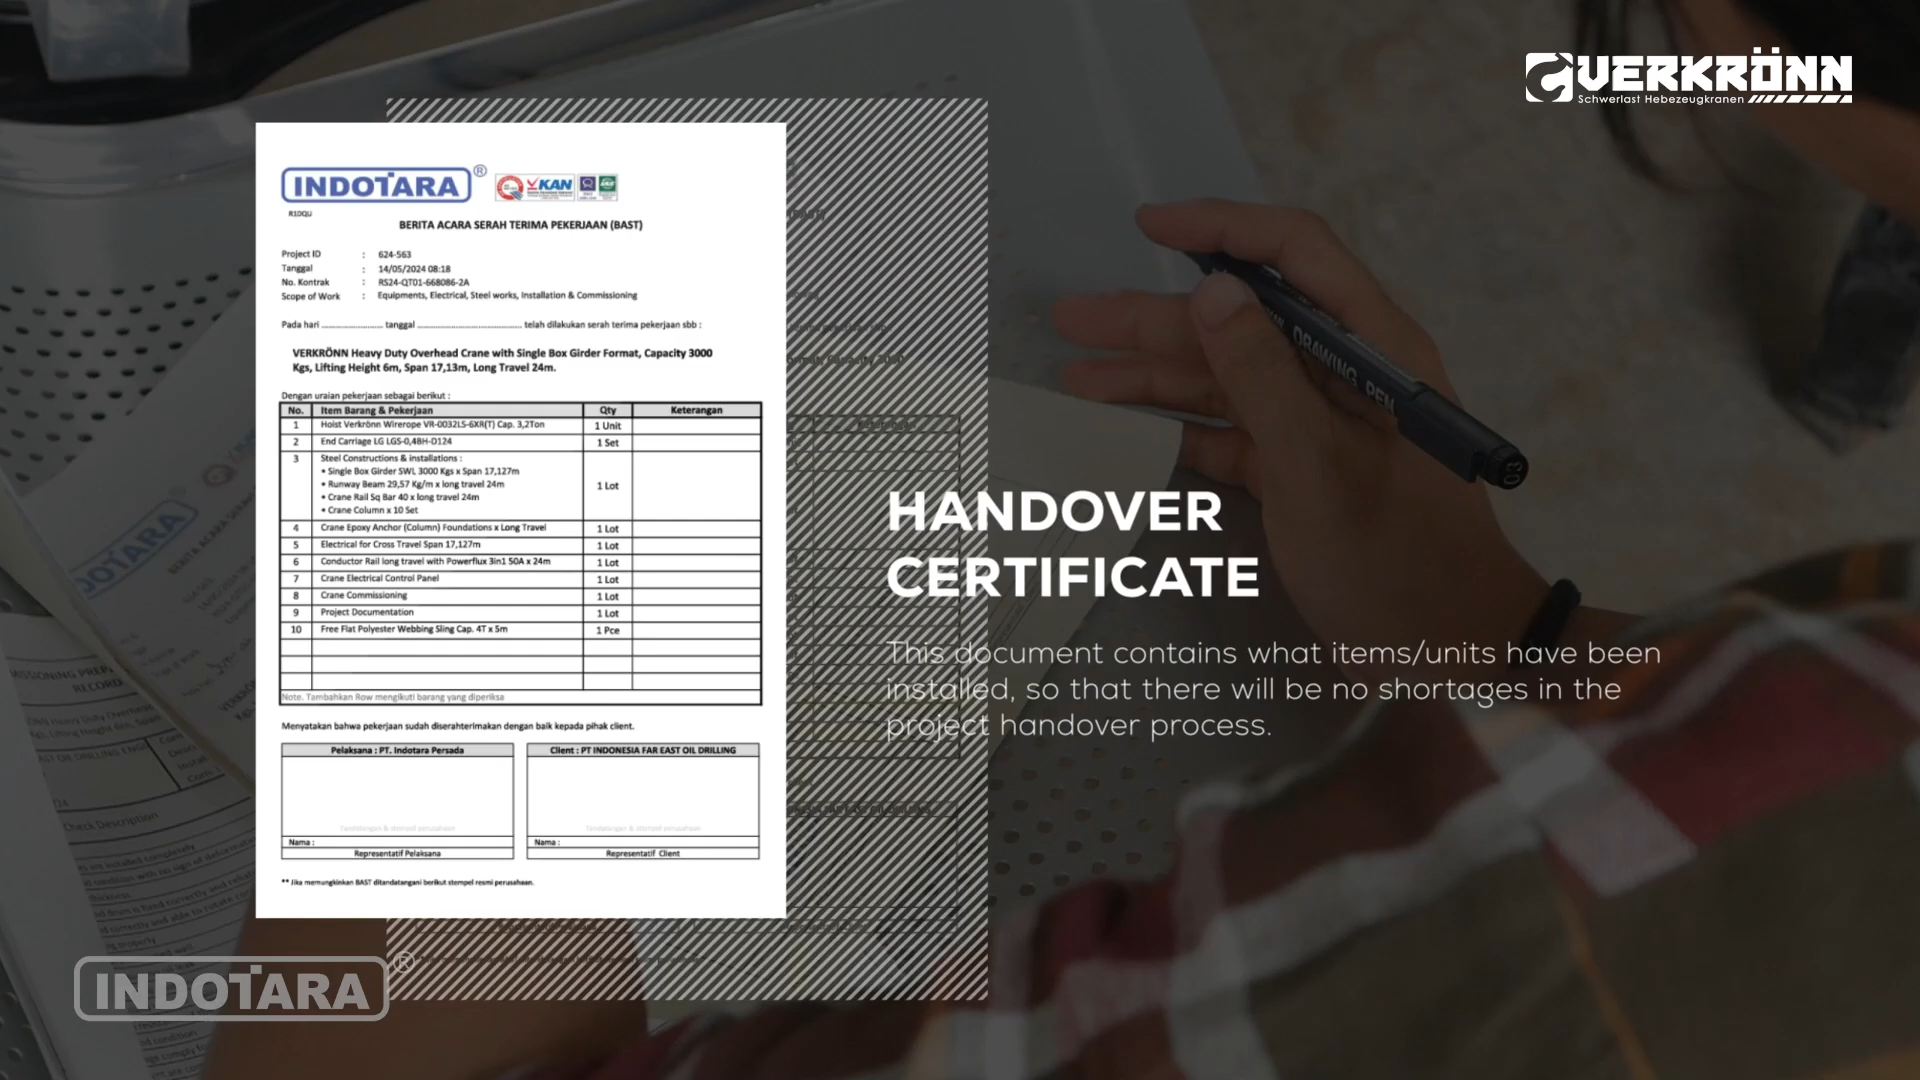 VERKRÖNN
Schwerlast Hebezeugkranen
INDOTARA ®
KAN
R1DQU
BERITA ACARA SERAH TERIMA PEKERJAAN (BAST)
Project ID : 624-563
Tanggal : 14/05/2024 08:18
No. Kontrak : RS24-QT01-668086-2A
Scope of Work : Equipments, Electrical, Steel works, Installation & Commissioning
Pada hari ........................ tanggal ........................................ telah dilakukan serah terima pekerjaan sbb :
VERKRÖNN Heavy Duty Overhead Crane with Single Box Girder Format, Capacity 3000
Kgs, Lifting Height 6m, Span 17,13m, Long Travel 24m.
Dengan uraian pekerjaan sebagai berikut :
No. Item Barang & Pekerjaan Qty Keterangan
1 Hoist Verkrönn Wirerope VR-0032LS-6XR(T) Cap. 3,2Ton 1 Unit
2 End Carriage LG LGS-0,4BH-D124 1 Set
3 Steel Constructions & installations :
• Single Box Girder SWL 3000 Kgs x Span 17,127m
• Runway Beam 29,57 Kg/m x long travel 24m
1 Lot
• Crane Rail Sq Bar 40 x long travel 24m
• Crane Column x 10 Set
4 Crane Epoxy Anchor (Column) Foundations x Long Travel 1 Lot
5 Electrical for Cross Travel Span 17,127m 1 Lot
6 Conductor Rail long travel with Powerflux 3in1 50A x 24m 1 Lot
7 Crane Electrical Control Panel 1 Lot
8 Crane Commissioning 1 Lot
9 Project Documentation 1 Lot
10 Free Flat Polyester Webbing Sling Cap. 4T x 5m 1 Pce
Note. Tambahkan Row mengikuti barang yang diperiksa
Menyatakan bahwa pekerjaan sudah diserahterimakan dengan baik kepada pihak client.
Pelaksana : PT. Indotara Persada
Client : PT INDONESIA FAR EAST OIL DRILLING
Tandatangan & stempel perusahaan
Tandatangan & stempel perusahaan
Nama :
Nama :
Representatif Pelaksana
Representatif Client
** Jika memungkinkan BAST ditandatangani berikut stempel resmi perusahaan.
HANDOVER
CERTIFICATE
This document contains what items/units have been
installed, so that there will be no shortages in the
project handover process.
DRAWING PEN
03
INDOTARA ®
Check Description